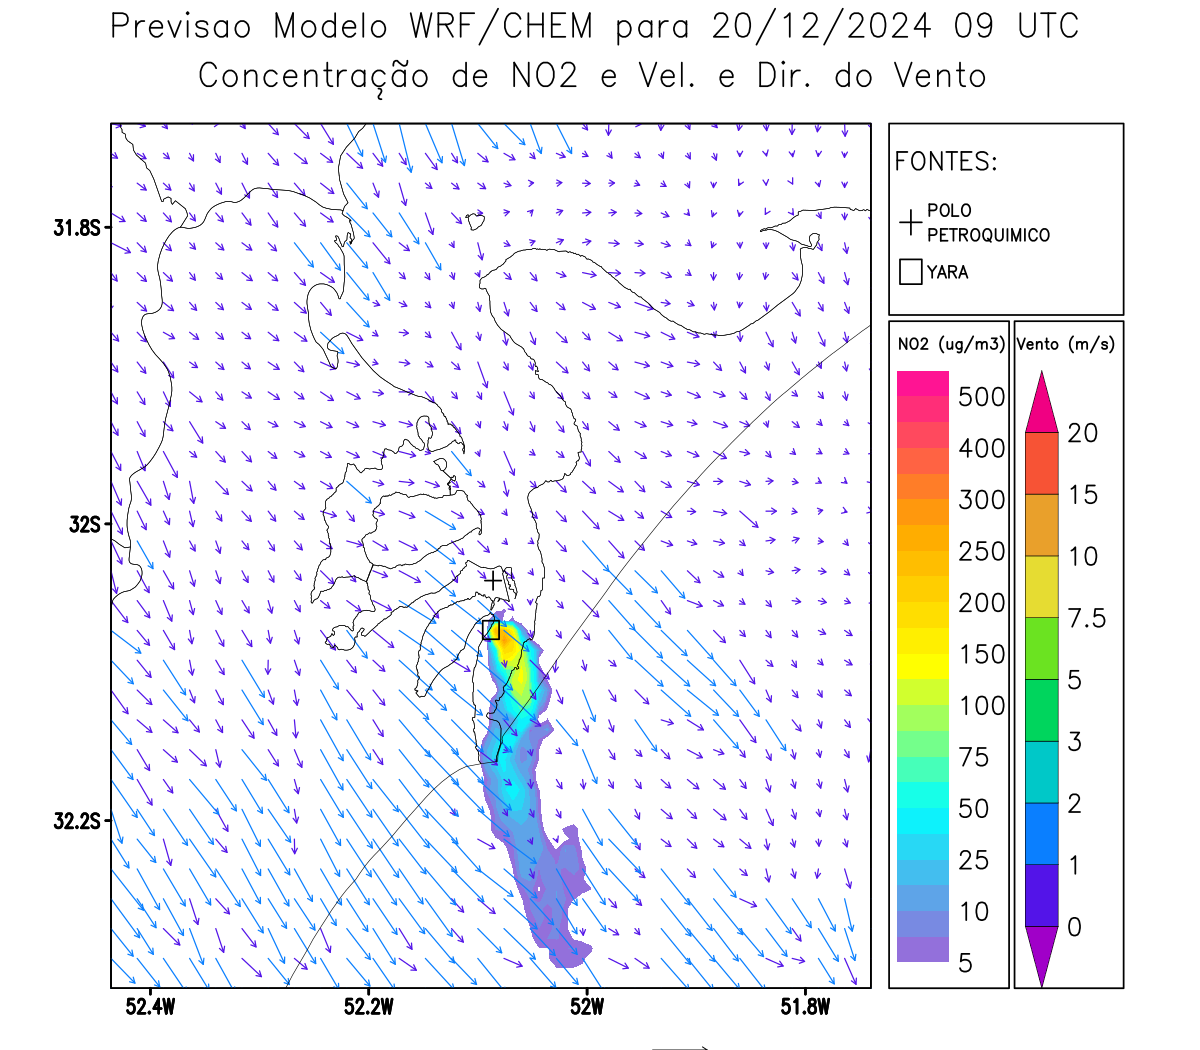 Previsao Modelo WRF/CHEM para 20/12/2024 09 UTC
Concentração de NO2 e Vel. e Dir. do Vento
FONTES:
POLO
PETROQUIMICO
YARA
NO2 (ug/m3)
500
400
300
250
200
150
100
75
50
25
10
5
Vento (m/s)
20
15
10
7.5
5
3
2
1
0
31.8S
32S
32.2S
52.4W
52.2W
52W
51.8W